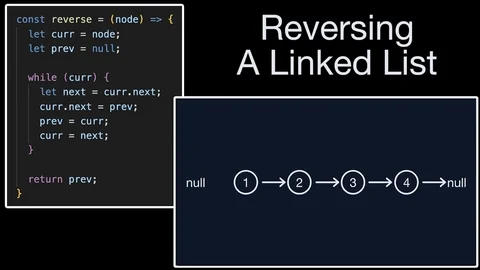 const reverse = (node) => {
  let curr = node;
  let prev = null;

  while (curr) {
    let next = curr.next;
    curr.next = prev;
    prev = curr;
    curr = next;
  }

  return prev;
}
Reversing
A Linked List
null 1 2 3 4 null